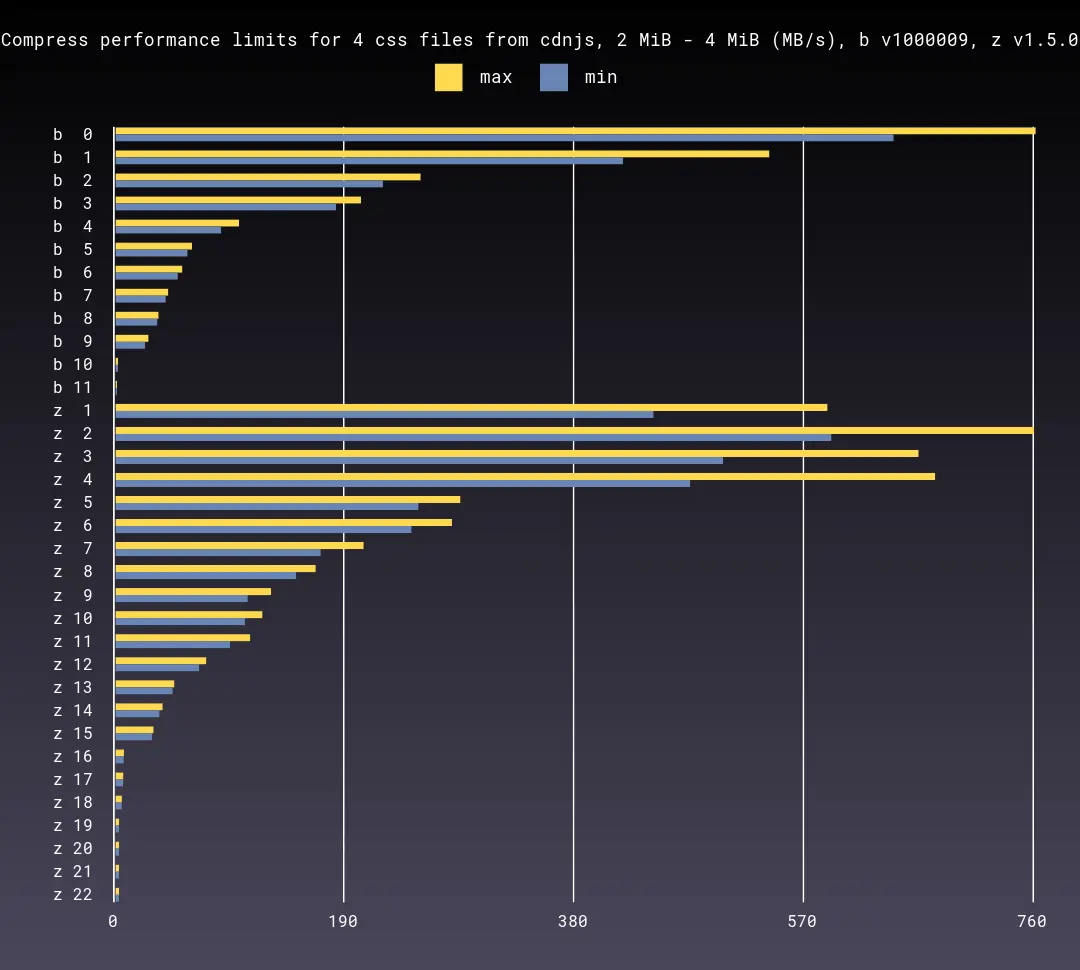 Compress performance limits for 4 css files from cdnjs, 2 MiB - 4 MiB (MB/s), b v1000009, z v1.5.0
max min
b 0
b 1
b 2
b 3
b 4
b 5
b 6
b 7
b 8
b 9
b 10
b 11
z 1
z 2
z 3
z 4
z 5
z 6
z 7
z 8
z 9
z 10
z 11
z 12
z 13
z 14
z 15
z 16
z 17
z 18
z 19
z 20
z 21
z 22
0 190 380 570 760